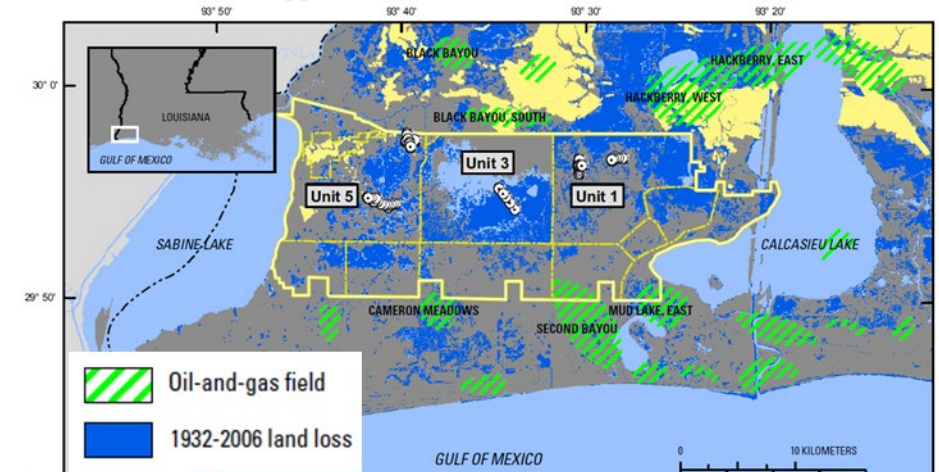 93° 50'
93° 40'
93° 30'
93° 20'
BLACK BAYOU
HACKBERRY, EAST
30° 0'
HACKBERRY, WEST
LOUISIANA
BLACK BAYOU, SOUTH
GULF OF MEXICO
Unit 3
Unit 5
Unit 1
SABINE LAKE
CALCASIEU LAKE
29° 50'
CAMERON MEADOWS
MUD LAKE, EAST
SECOND BAYOU
Oil-and-gas field
1932-2006 land loss
GULF OF MEXICO
0
10 KILOMETERS